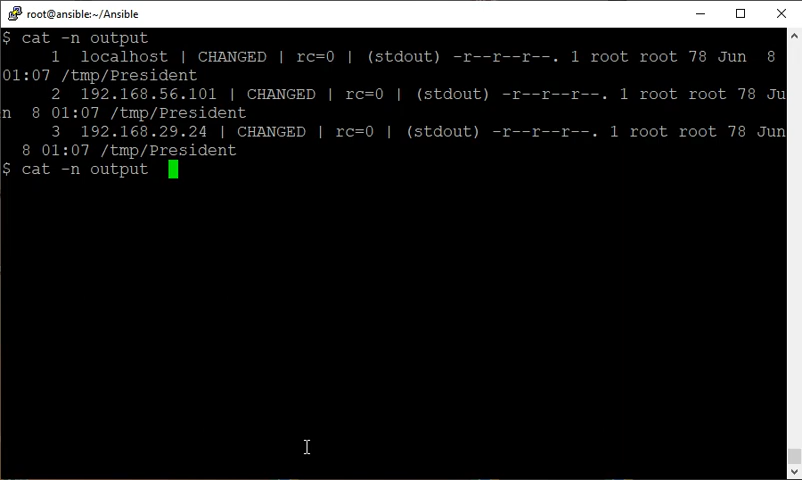 root@ansible:~/Ansible
$ cat -n output
1 localhost | CHANGED | rc=0 | (stdout) -r--r--r--. 1 root root 78 Jun 8
01:07 /tmp/President
2 192.168.56.101 | CHANGED | rc=0 | (stdout) -r--r--r--. 1 root root 78 Ju
n 8 01:07 /tmp/President
3 192.168.29.24 | CHANGED | rc=0 | (stdout) -r--r--r--. 1 root root 78 Jun
8 01:07 /tmp/President
$ cat -n output